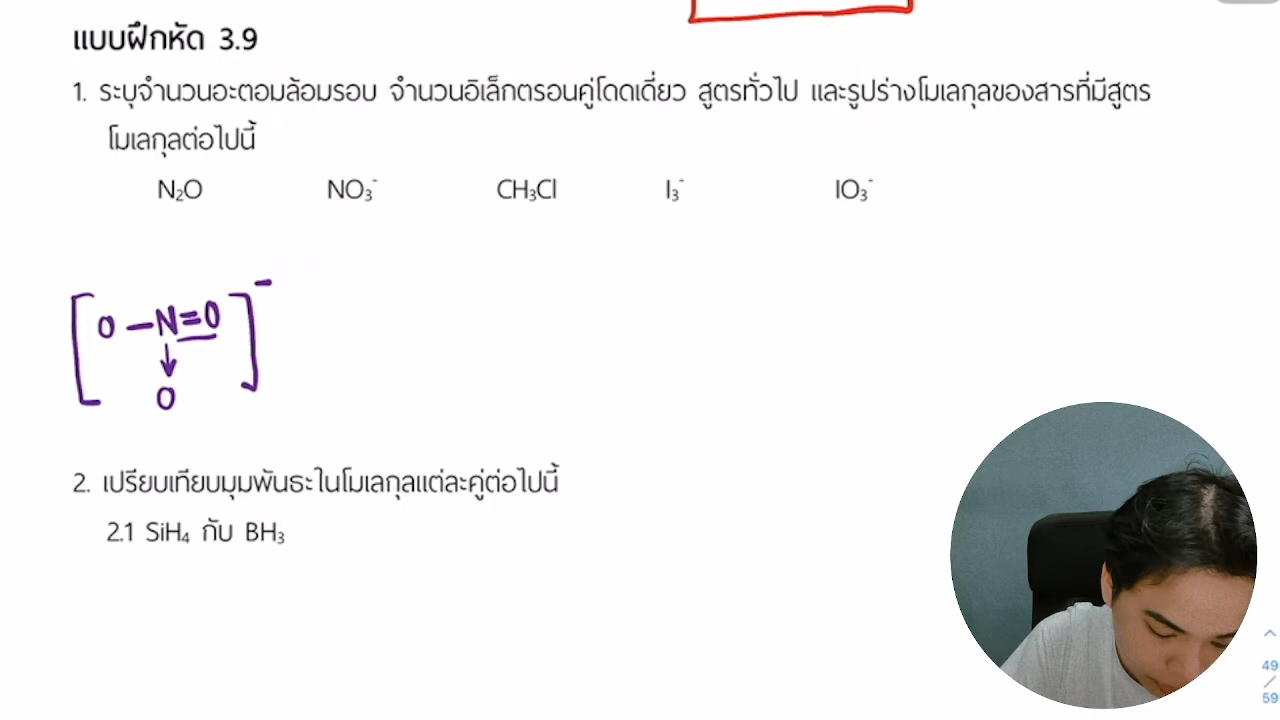 แบบฝึกหัด 3.9
1. ระบุจำนวนอะตอมล้อมรอบ จำนวนอิเล็กตรอนคู่โดดเดี่ยว สูตรทั่วไป และรูปร่างโมเลกุลของสารที่มีสูตร
โมเลกุลต่อไปนี้
N₂O NO₃⁻ CH₃Cl I₃⁻ IO₃⁻
[O – N = O]⁻
↓
O
2. เปรียบเทียบมุมพันธะในโมเลกุลแต่ละคู่ต่อไปนี้
2.1 SiH₄ กับ BH₃
49
/
59